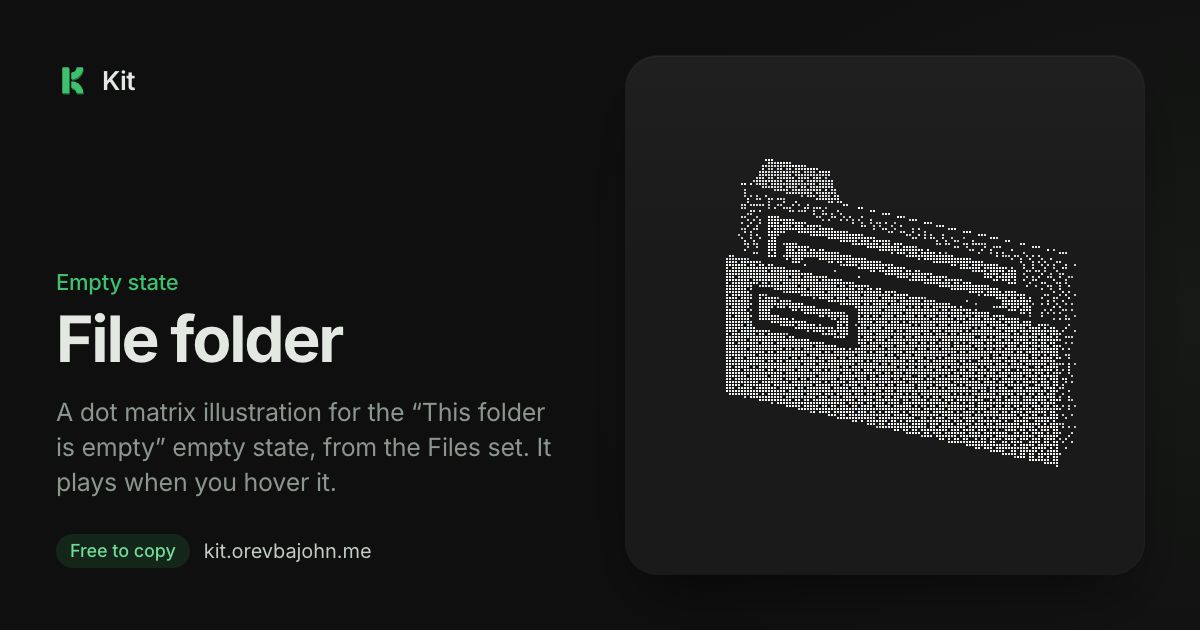 Kit
Empty state
File folder
A dot matrix illustration for the “This folder
is empty” empty state, from the Files set. It
plays when you hover it.
Free to copy
kit.orevbajohn.me